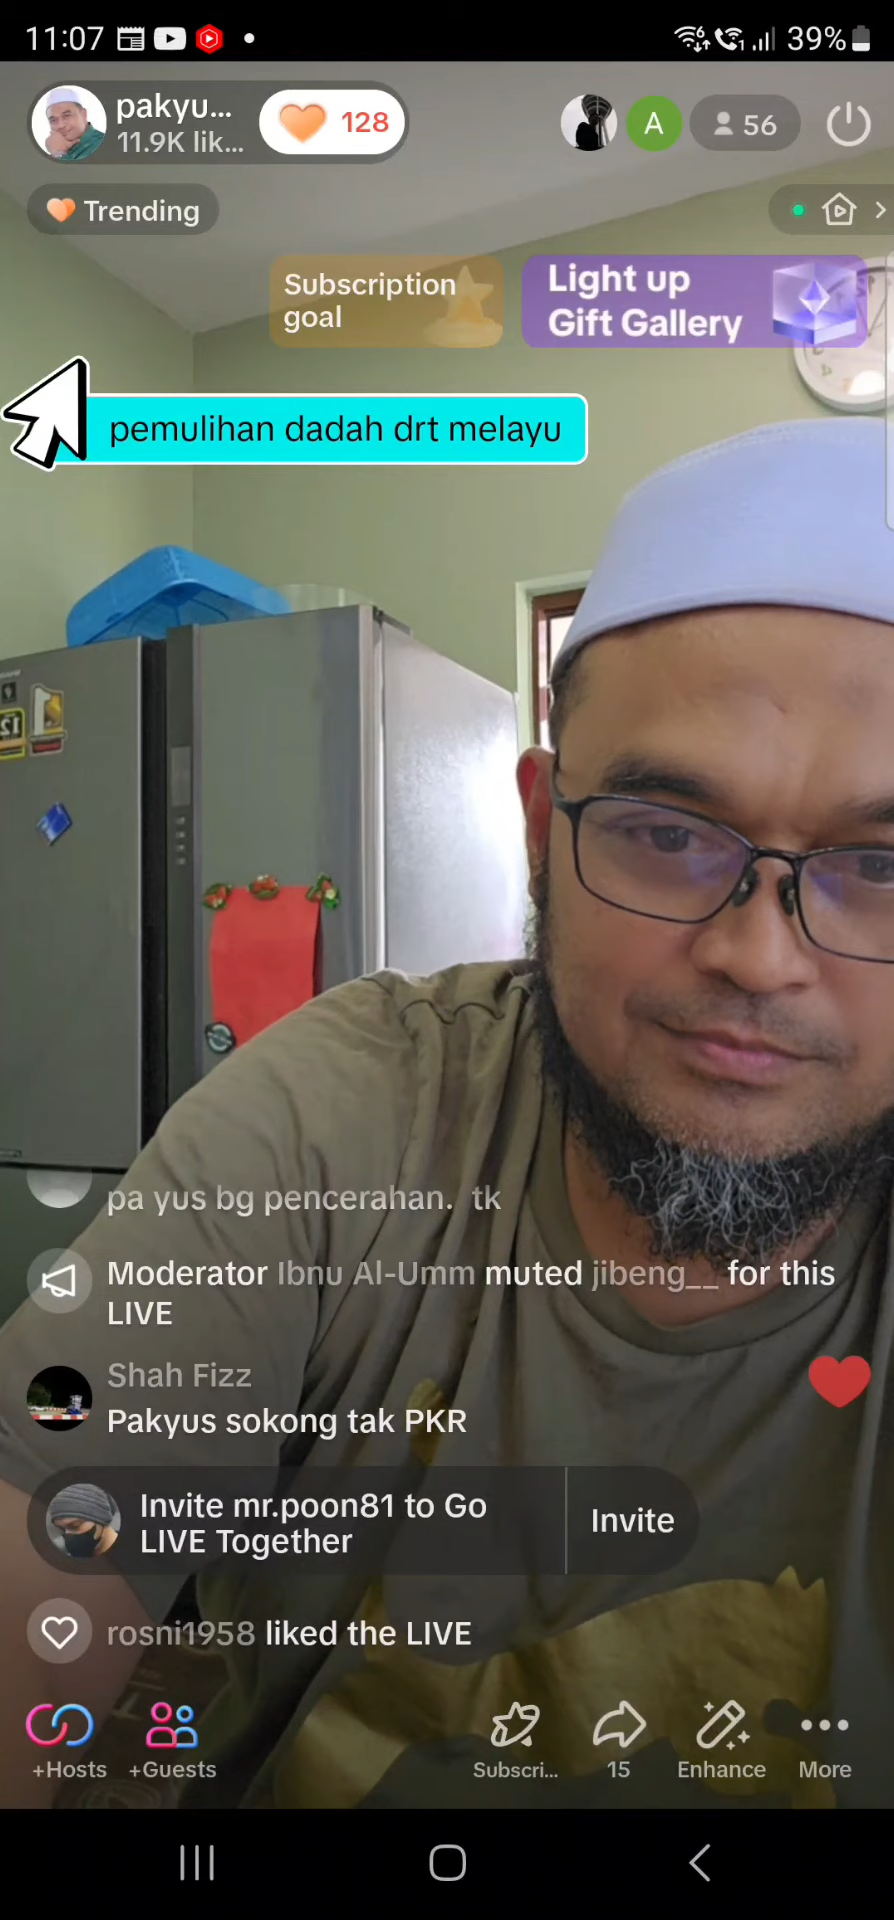 11:07
39%
pakyu...
11.9K lik...
128
A
56
Trending
Subscription
goal
Light up
Gift Gallery
pemulihan dadah drt melayu
pa yus bg pencerahan. tk
Moderator Ibnu Al-Umm muted jibeng__ for this
LIVE
Shah Fizz
Pakyus sokong tak PKR
Invite mr.poon81 to Go
LIVE Together
Invite
rosni1958 liked the LIVE
+Hosts
+Guests
Subscri...
15
Enhance
More